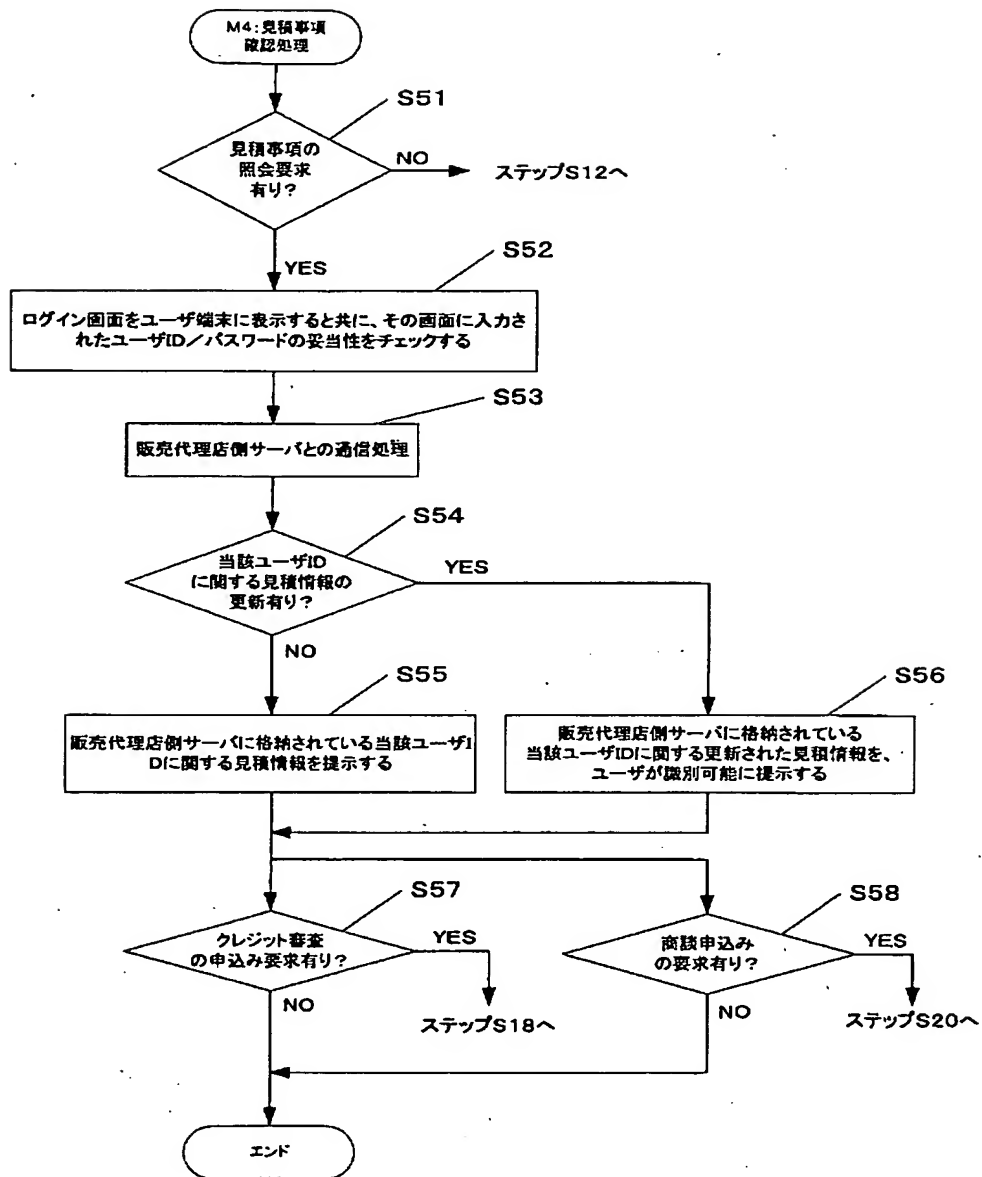 M4:見積事項
確認処理
S51
見積事項の
照会要求
有り?
NO
ステップS12へ
YES
S52
ログイン画面をユーザ端末に表示すると共に、その画面に入力さ
れたユーザID/パスワードの妥当性をチェックする
S53
販売代理店側サーバとの通信処理
S54
当該ユーザID
に関する見積情報の
更新有り?
YES
NO
S55
S56
販売代理店側サーバに格納されている当該ユーザI
Dに関する見積情報を提示する
販売代理店側サーバに格納されている
当該ユーザIDに関する更新された見積情報を、
ユーザが識別可能に提示する
S57
S58
クレジット審査
の申込み要求有り?
YES
NO
ステップS18へ
商談申込み
の要求有り?
YES
NO
ステップS20へ
エンド